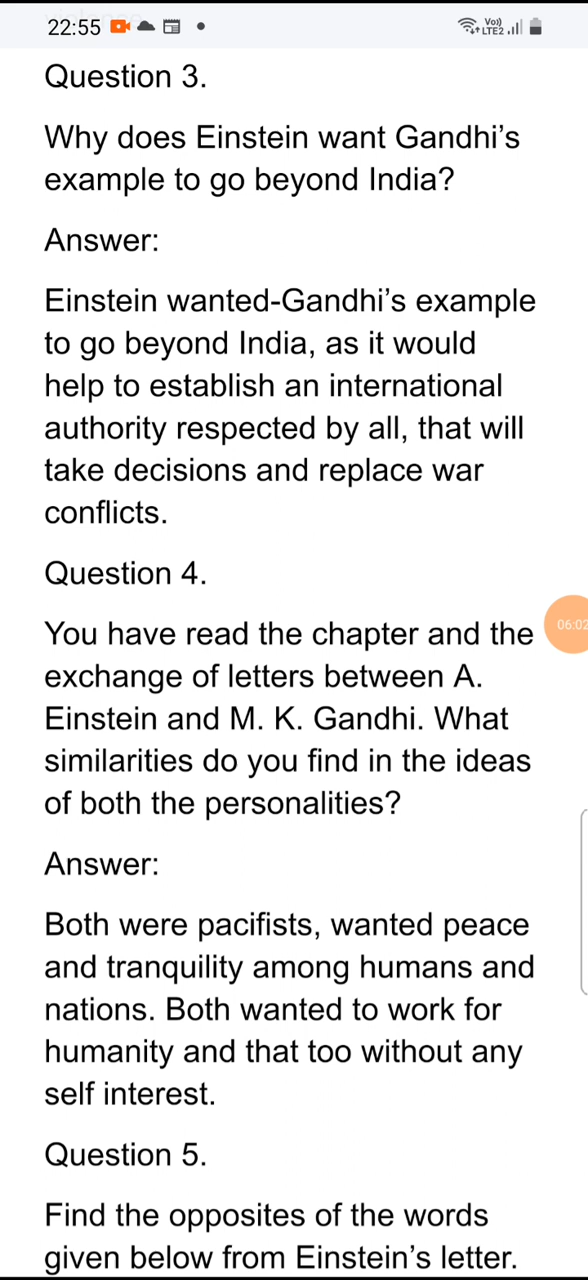 22:55
Vo))
LTE2
Question 3.
Why does Einstein want Gandhi's
example to go beyond India?
Answer:
Einstein wanted-Gandhi's example
to go beyond India, as it would
help to establish an international
authority respected by all, that will
take decisions and replace war
conflicts.
Question 4.
You have read the chapter and the
06:02
exchange of letters between A.
Einstein and M. K. Gandhi. What
similarities do you find in the ideas
of both the personalities?
Answer:
Both were pacifists, wanted peace
and tranquility among humans and
nations. Both wanted to work for
humanity and that too without any
self interest.
Question 5.
Find the opposites of the words
given below from Einstein's letter.